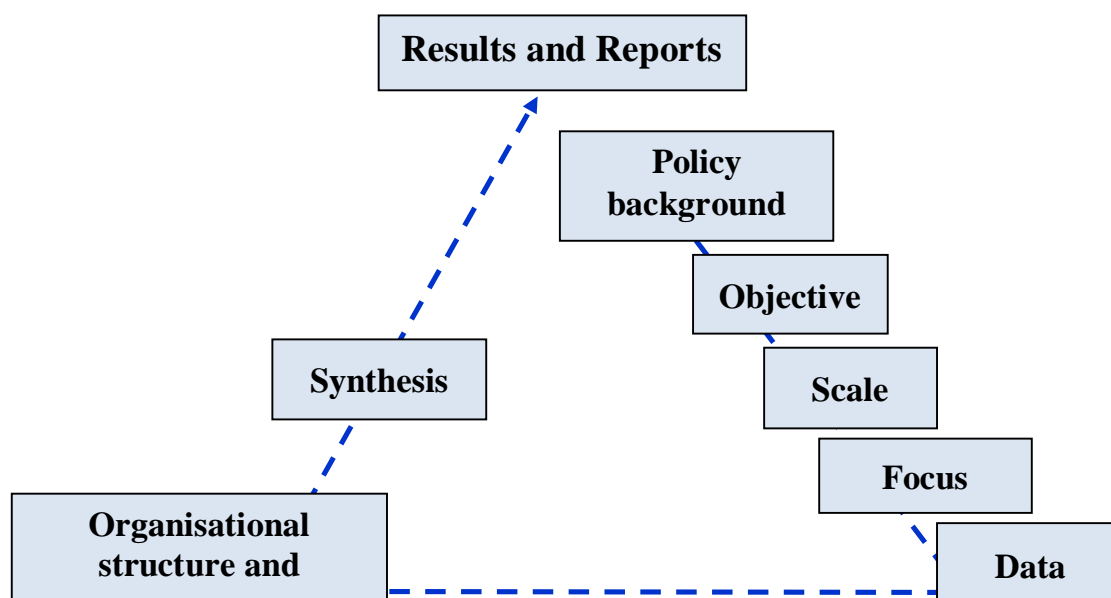 Results and Reports
Policy
background
Objective
Scale
Synthesis
Focus
Organisational
structure and
Data